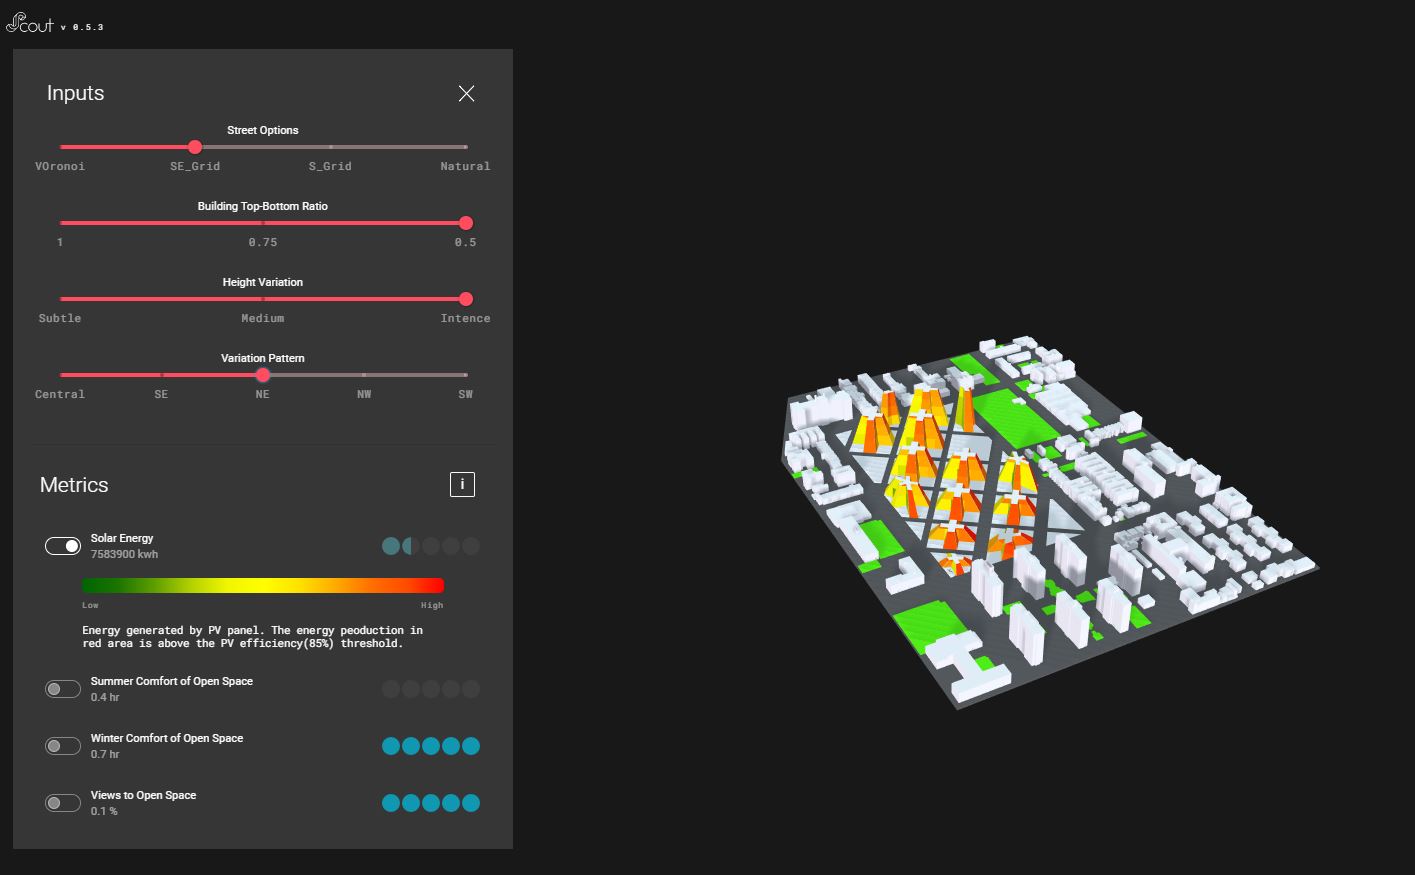 Scout v 0.5.3
Inputs
Street Options
VOronoi SE_Grid S_Grid Natural
Building Top-Bottom Ratio
1 0.75 0.5
Height Variation
Subtle Medium Intence
Variation Pattern
Central SE NE NW SW
Metrics
i
Solar Energy
7583900 kwh
Low High
Energy generated by PV panel. The energy peoduction in
red area is above the PV efficiency(85%) threshold.
Summer Comfort of Open Space
0.4 hr
Winter Comfort of Open Space
0.7 hr
Views to Open Space
0.1 %